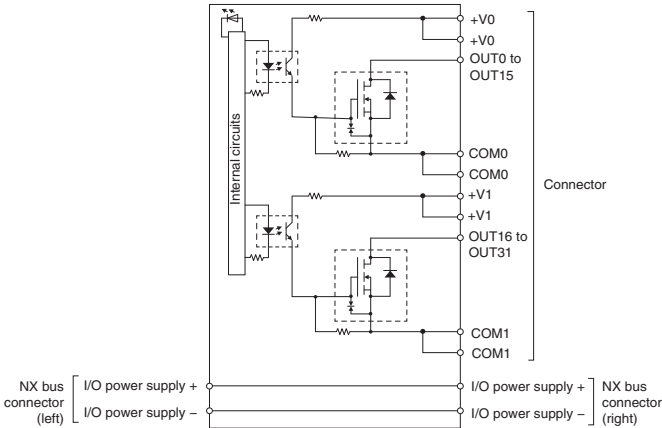 +V0
+V0
OUT0 to
OUT15
COM0
COM0
Internal circuits
Connector
+V1
+V1
OUT16 to
OUT31
COM1
COM1
NX bus
connector
(left)
I/O power supply +
I/O power supply −
I/O power supply +
I/O power supply −
NX bus
connector
(right)